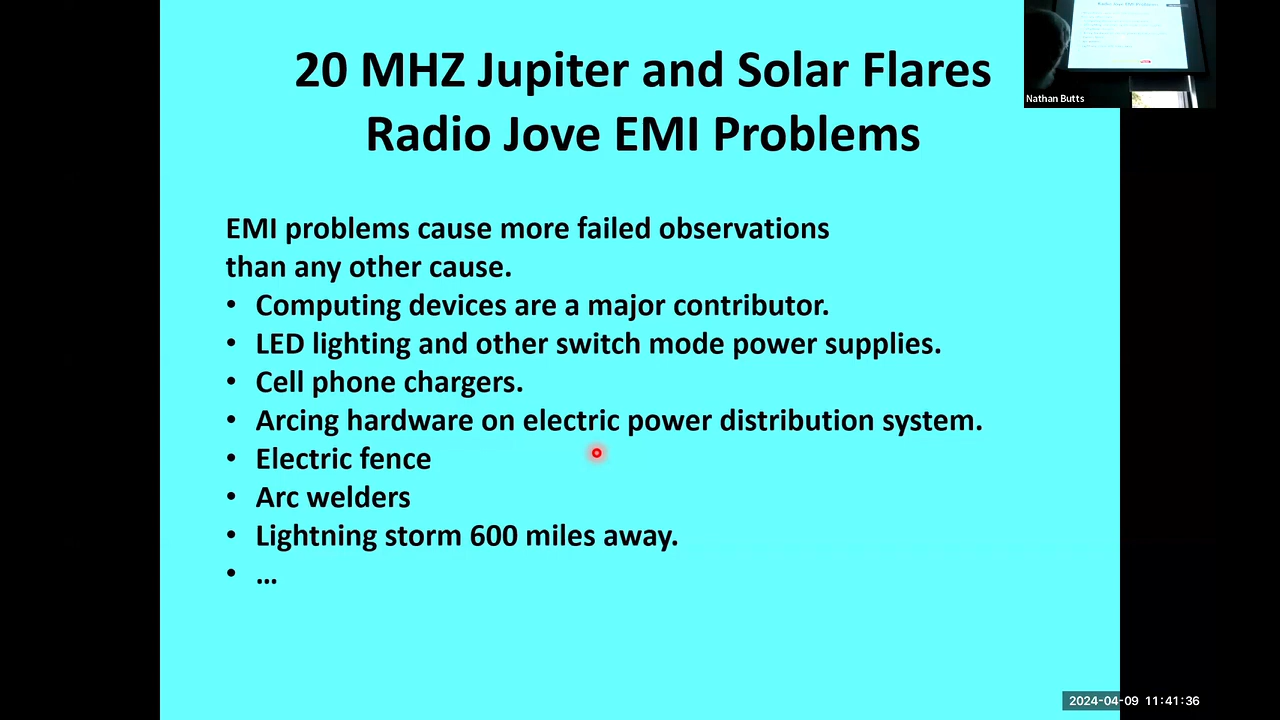 20 MHZ Jupiter and Solar Flares
Radio Jove EMI Problems
Nathan Butts
EMI problems cause more failed observations
than any other cause.
• Computing devices are a major contributor.
• LED lighting and other switch mode power supplies.
• Cell phone chargers.
• Arcing hardware on electric power distribution system.
• Electric fence
• Arc welders
• Lightning storm 600 miles away.
• ...
2024-04-09 11:41:36